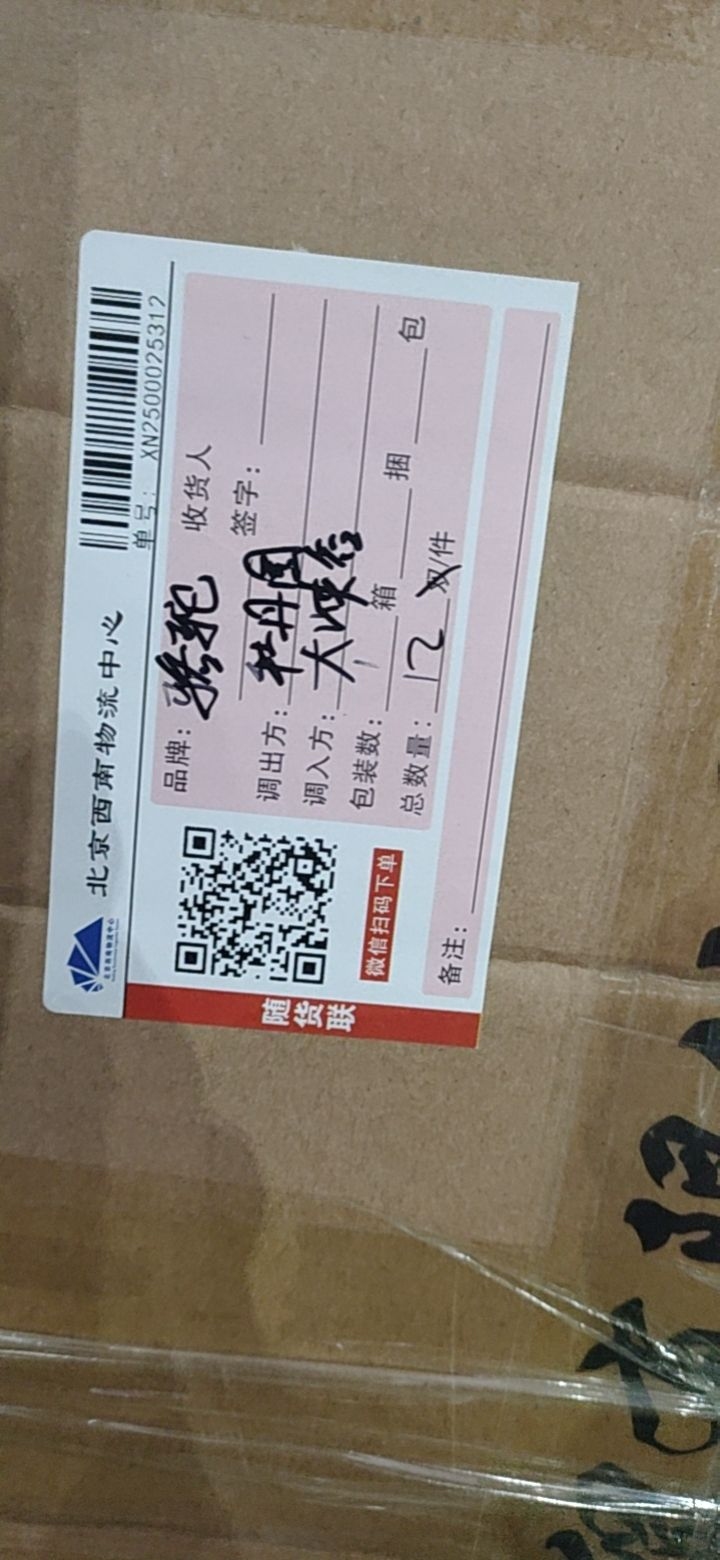 北京西南物流中心
单号: XN2500025312
品牌: 骆驼 收货人
签字:
调出方: 牡丹园
调入方: 大峡谷
包装数: 1 箱 捆 包
总数量: 12 双/件
备注:
微信扫码下单
随货联